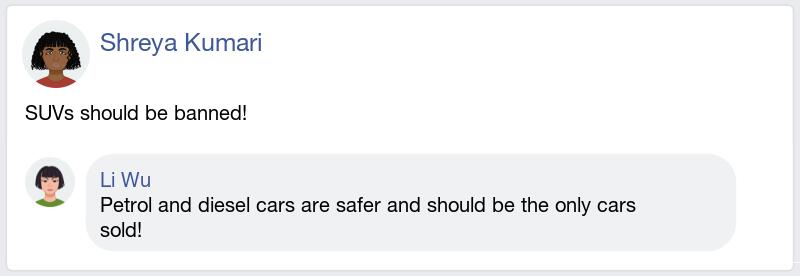 Shreya Kumari
SUVs should be banned!
Li Wu
Petrol and diesel cars are safer and should be the only cars
sold!